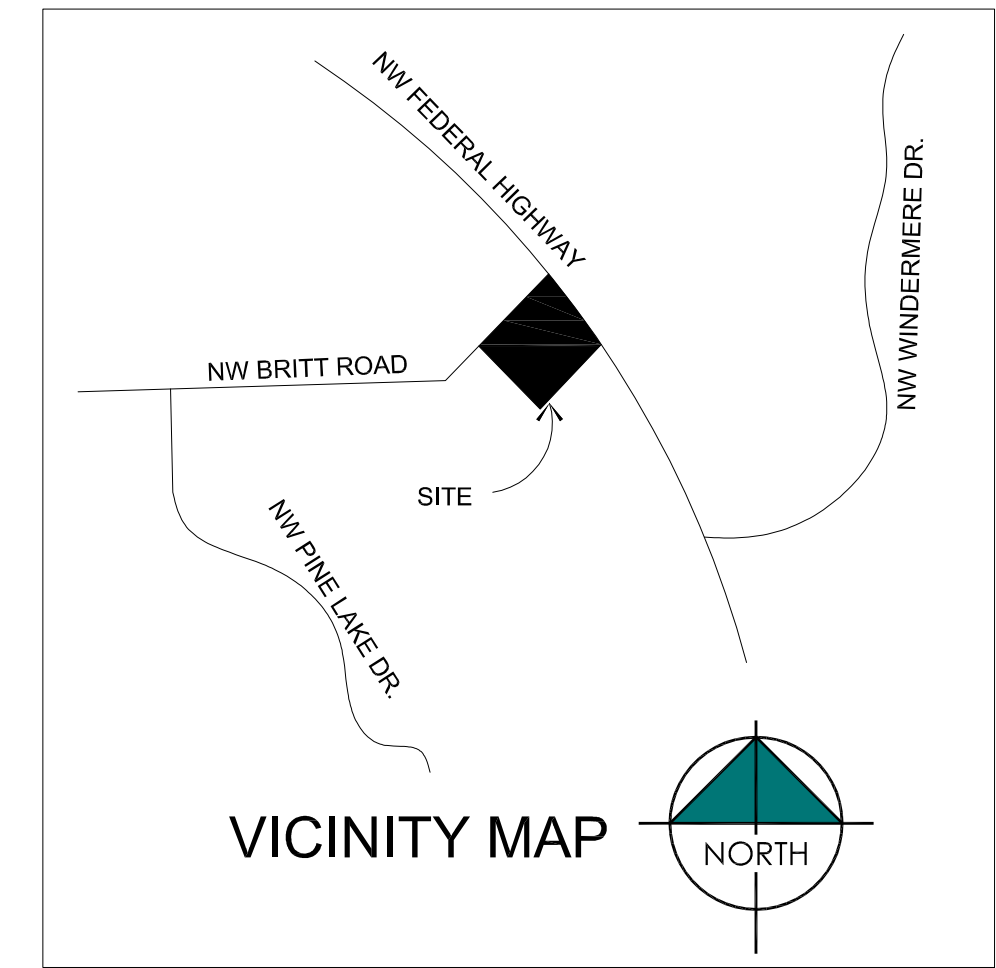 NW FEDERAL HIGHWAY
NW WINDERMERE DR.
NW BRITT ROAD
SITE
NW PINE LAKE DR.
VICINITY MAP
NORTH